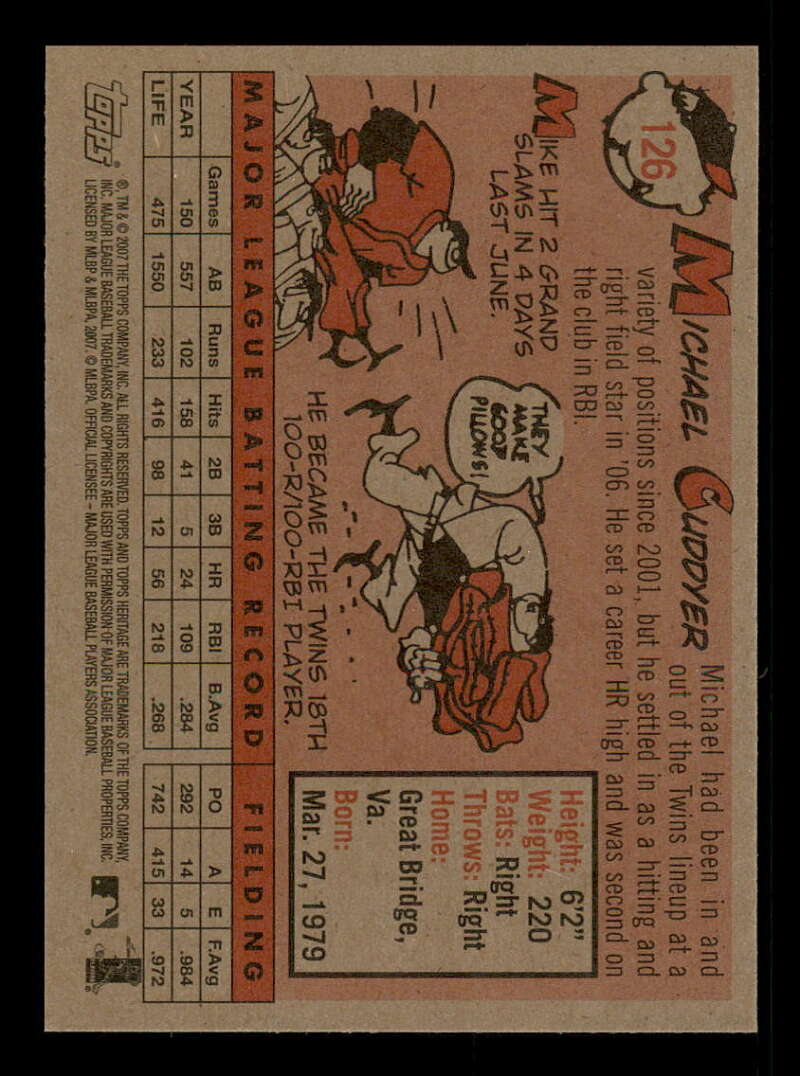 126
MICHAEL CUDDYER
Michael had been in and
out of the Twins lineup at a
variety of positions since 2001, but he settled in as a hitting and
right field star in '06. He set a career HR high and was second on
the club in RBI.
MIKE HIT 2 GRAND
SLAMS IN 4 DAYS
LAST JUNE.
THEY
MAKE
GOOD
PILLOWS!
HE BECAME THE TWINS 18TH
100-R/100-RBI PLAYER.
Height: 6'2"
Weight: 220
Bats: Right
Throws: Right
Home:
Great Bridge,
Va.
Born:
Mar. 27, 1979
MAJOR LEAGUE BATTING RECORD FIELDING
Games AB Runs Hits 2B 3B HR RBI B.Avg PO A E F.Avg
YEAR 150 557 102 158 41 5 24 109 .284 292 14 5 .984
LIFE 475 1550 233 416 98 12 56 218 .268 742 415 33 .972
TOPPS®
®, TM & © 2007 THE TOPPS COMPANY, INC. ALL RIGHTS RESERVED. TOPPS AND TOPPS HERITAGE ARE TRADEMARKS OF THE TOPPS COMPANY,
INC. MAJOR LEAGUE BASEBALL TRADEMARKS AND COPYRIGHTS ARE USED WITH PERMISSION OF MAJOR LEAGUE BASEBALL PROPERTIES, INC.
LICENSED BY MLBP & MLBPA, 2007. © MLBPA. OFFICIAL LICENSEE – MAJOR LEAGUE BASEBALL PLAYERS ASSOCIATION.